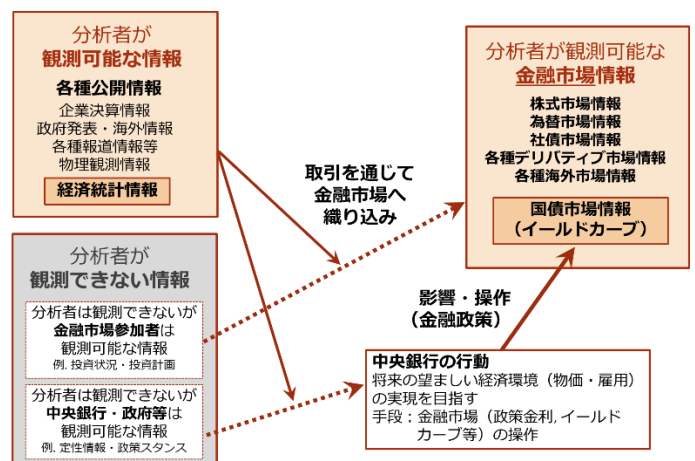 分析者が
観測可能な情報
各種公開情報
企業決算情報
政府発表・海外情報
各種報道情報等
物理観測情報
経済統計情報
分析者が
観測できない情報
分析者は観測できないが
金融市場参加者は
観測可能な情報
例. 投資状況・投資計画
分析者は観測できないが
中央銀行・政府等は
観測可能な情報
例. 定性情報・政策スタンス
取引を通じて
金融市場へ
織り込み
分析者が観測可能な
金融市場情報
株式市場情報
為替市場情報
社債市場情報
各種デリバティブ市場情報
各種海外市場情報
国債市場情報
（イールドカーブ）
影響・操作
（金融政策）
中央銀行の行動
将来の望ましい経済環境（物価・雇用）
の実現を目指す
手段：金融市場（政策金利, イールド
カーブ等）の操作